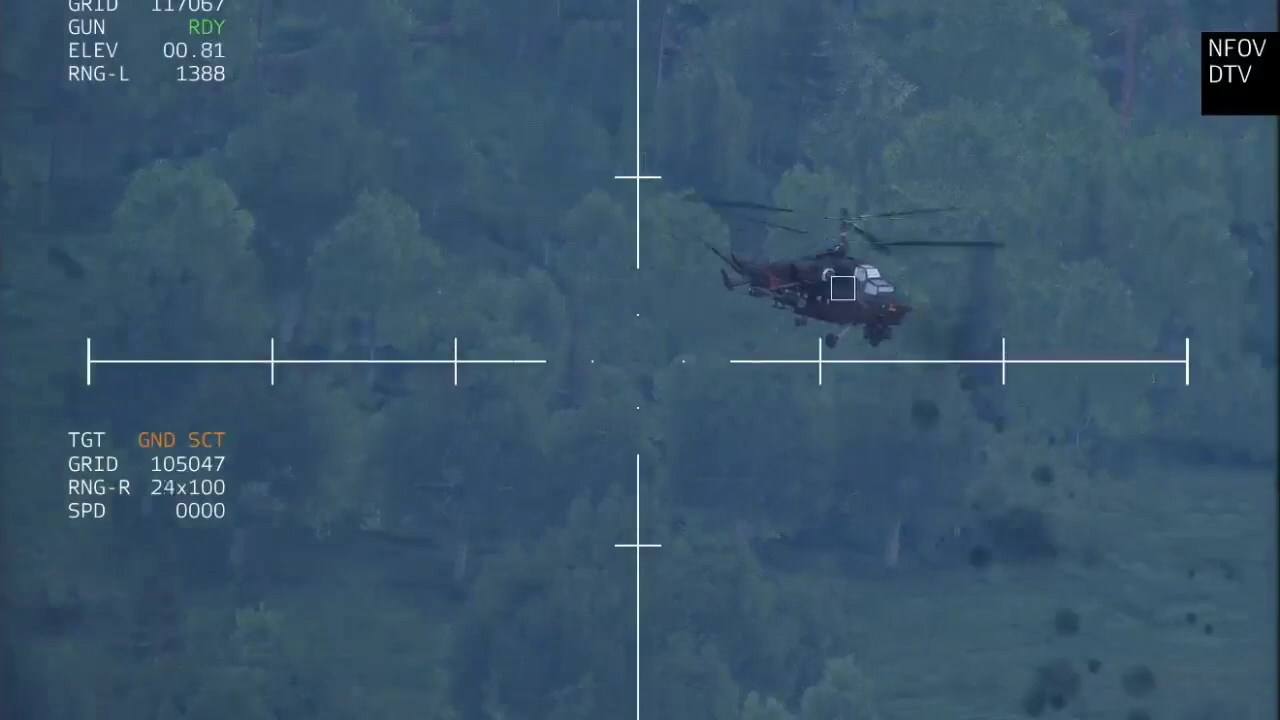 GRID 117067
GUN RDY
ELEV 00.81
RNG-L 1388
NFOV
DTV
TGT GND SCT
GRID 105047
RNG-R 24x100
SPD 0000